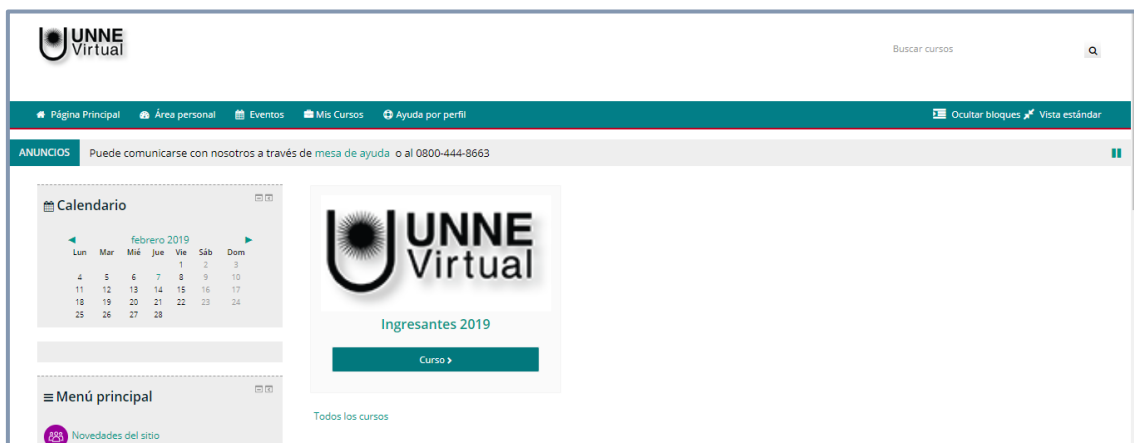 UNNE
Virtual
Buscar cursos
Página Principal Área personal Eventos Mis Cursos Ayuda por perfil Ocultar bloques Vista estándar
ANUNCIOS Puede comunicarse con nosotros a través de mesa de ayuda o al 0800-444-8663
Calendario
febrero 2019
Lun Mar Mié Jue Vie Sáb Dom
1 2 3
4 5 6 7 8 9 10
11 12 13 14 15 16 17
18 19 20 21 22 23 24
25 26 27 28
Menú principal
Novedades del sitio
UNNE
Virtual
Ingresantes 2019
Curso
Todos los cursos